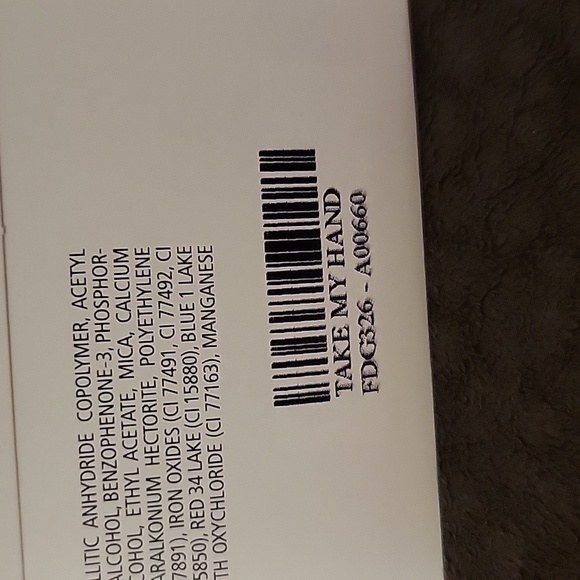 LLITIC ANHYDRIDE COPOLYMER, ACETYL
ALCOHOL, BENZOPHENONE-3, PHOSPHOR-
COHOL, ETHYL ACETATE, MICA, CALCIUM
ARALKONIUM HECTORITE, POLYETHYLENE
7891), IRON OXIDES (CI 77491, CI 77492, CI
5850), RED 34 LAKE (CI 15880), BLUE 1 LAKE
TH OXYCHLORIDE (CI 77163), MANGANESE
TAKE MY HAND
FDG326 - A00660